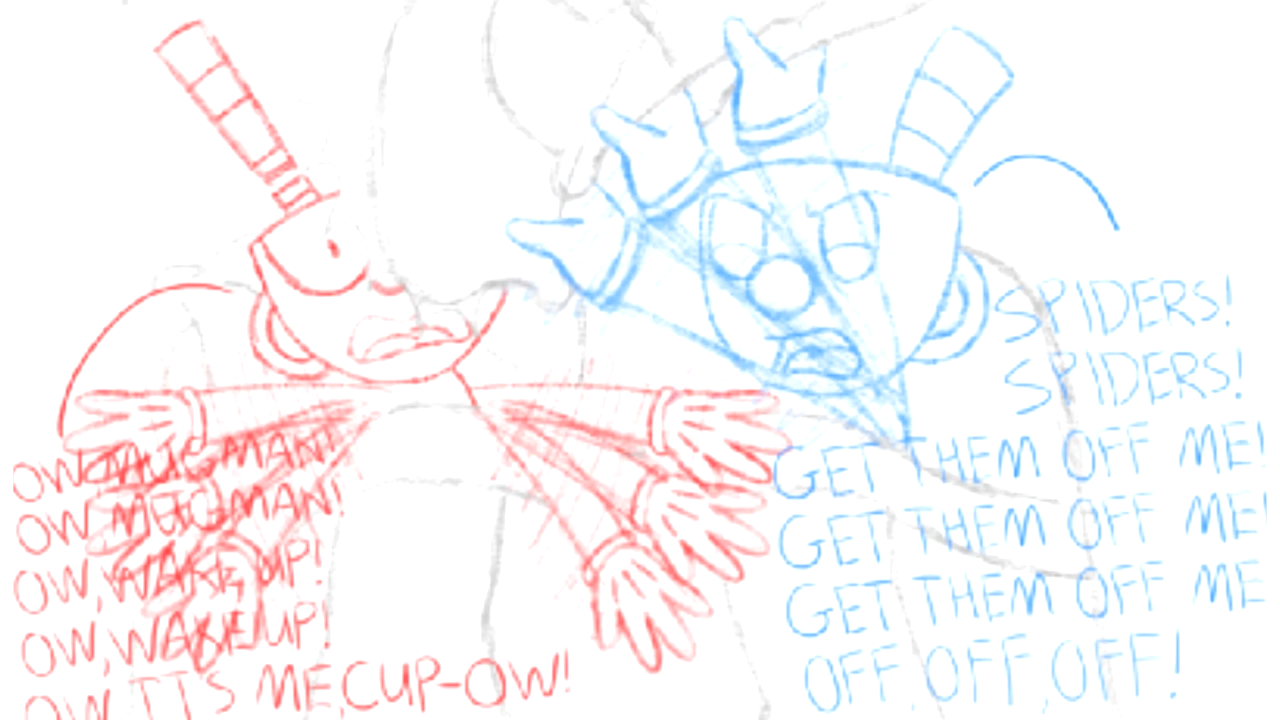 OW MUGMAN!
OW, MUGMAN!
OW, WAKE UP!
OW, WAKE UP!
OW, IT'S ME, CUP-OW!
SPIDERS!
SPIDERS!
GET THEM OFF ME!
GET THEM OFF ME!
GET THEM OFF ME
OFF, OFF, OFF!